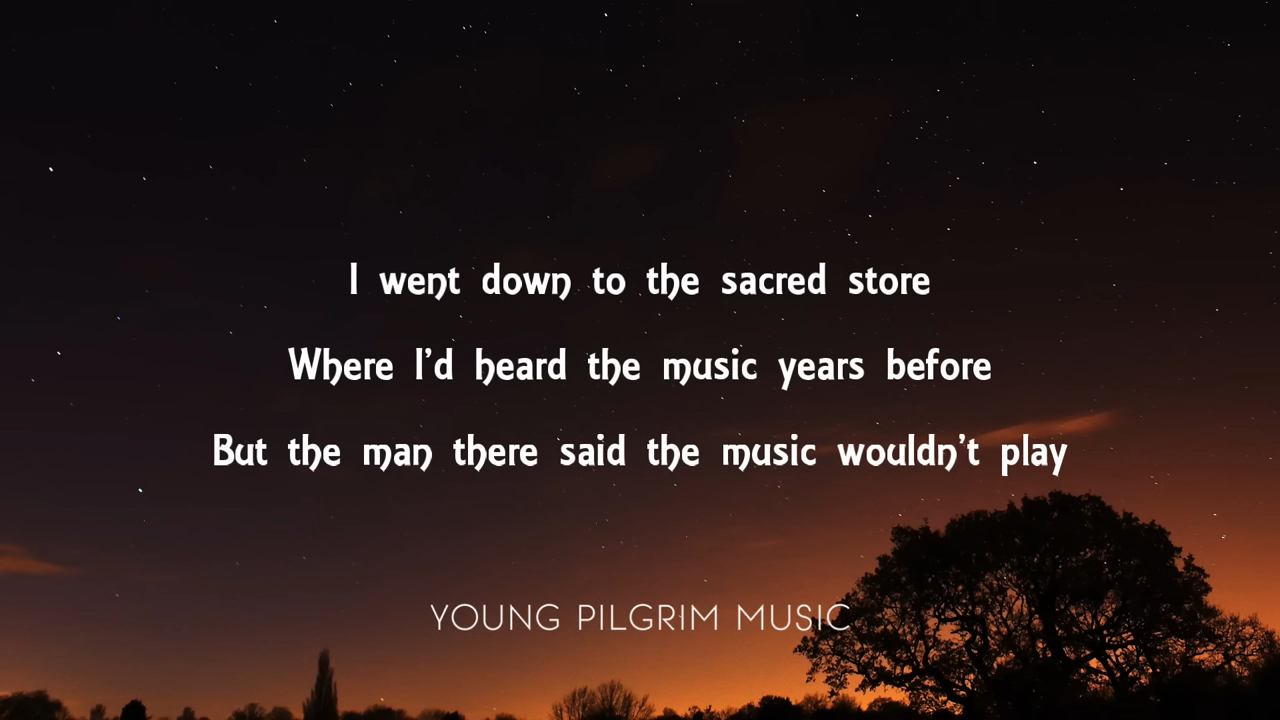 I went down to the sacred store
Where I'd heard the music years before
But the man there said the music wouldn't play
YOUNG PILGRIM MUSIC